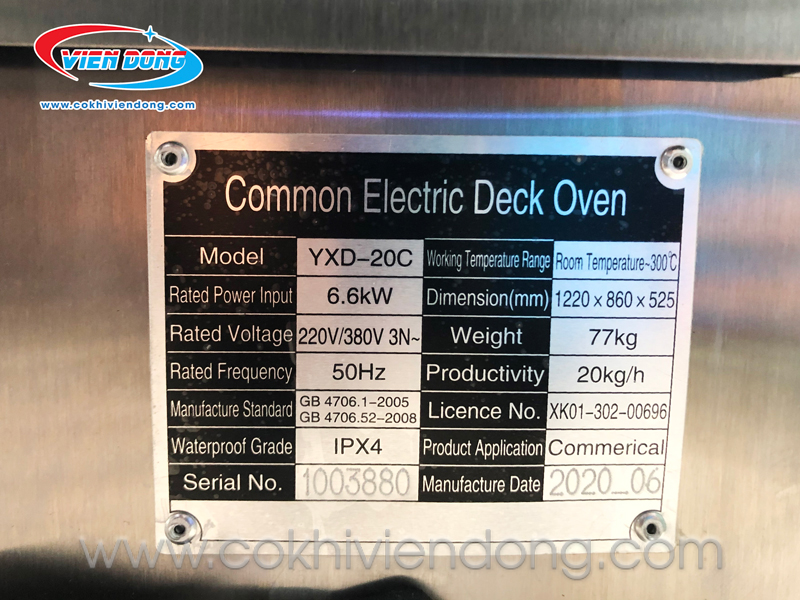 VIEN DONG
www.cokhiviendong.com
Common Electric Deck Oven
Model YXD-20C Working Temperature Range Room Temperature~300℃
Rated Power Input 6.6kW Dimension(mm) 1220×860×525
Rated Voltage 220V/380V 3N~ Weight 77kg
Rated Frequency 50Hz Productivity 20kg/h
Manufacture Standard GB 4706.1-2005 GB 4706.52-2008 Licence No. XK01-302-00696
Waterproof Grade IPX4 Product Application Commerical
Serial No. 1003880 Manufacture Date 2020_06
www.cokhiviendong.com